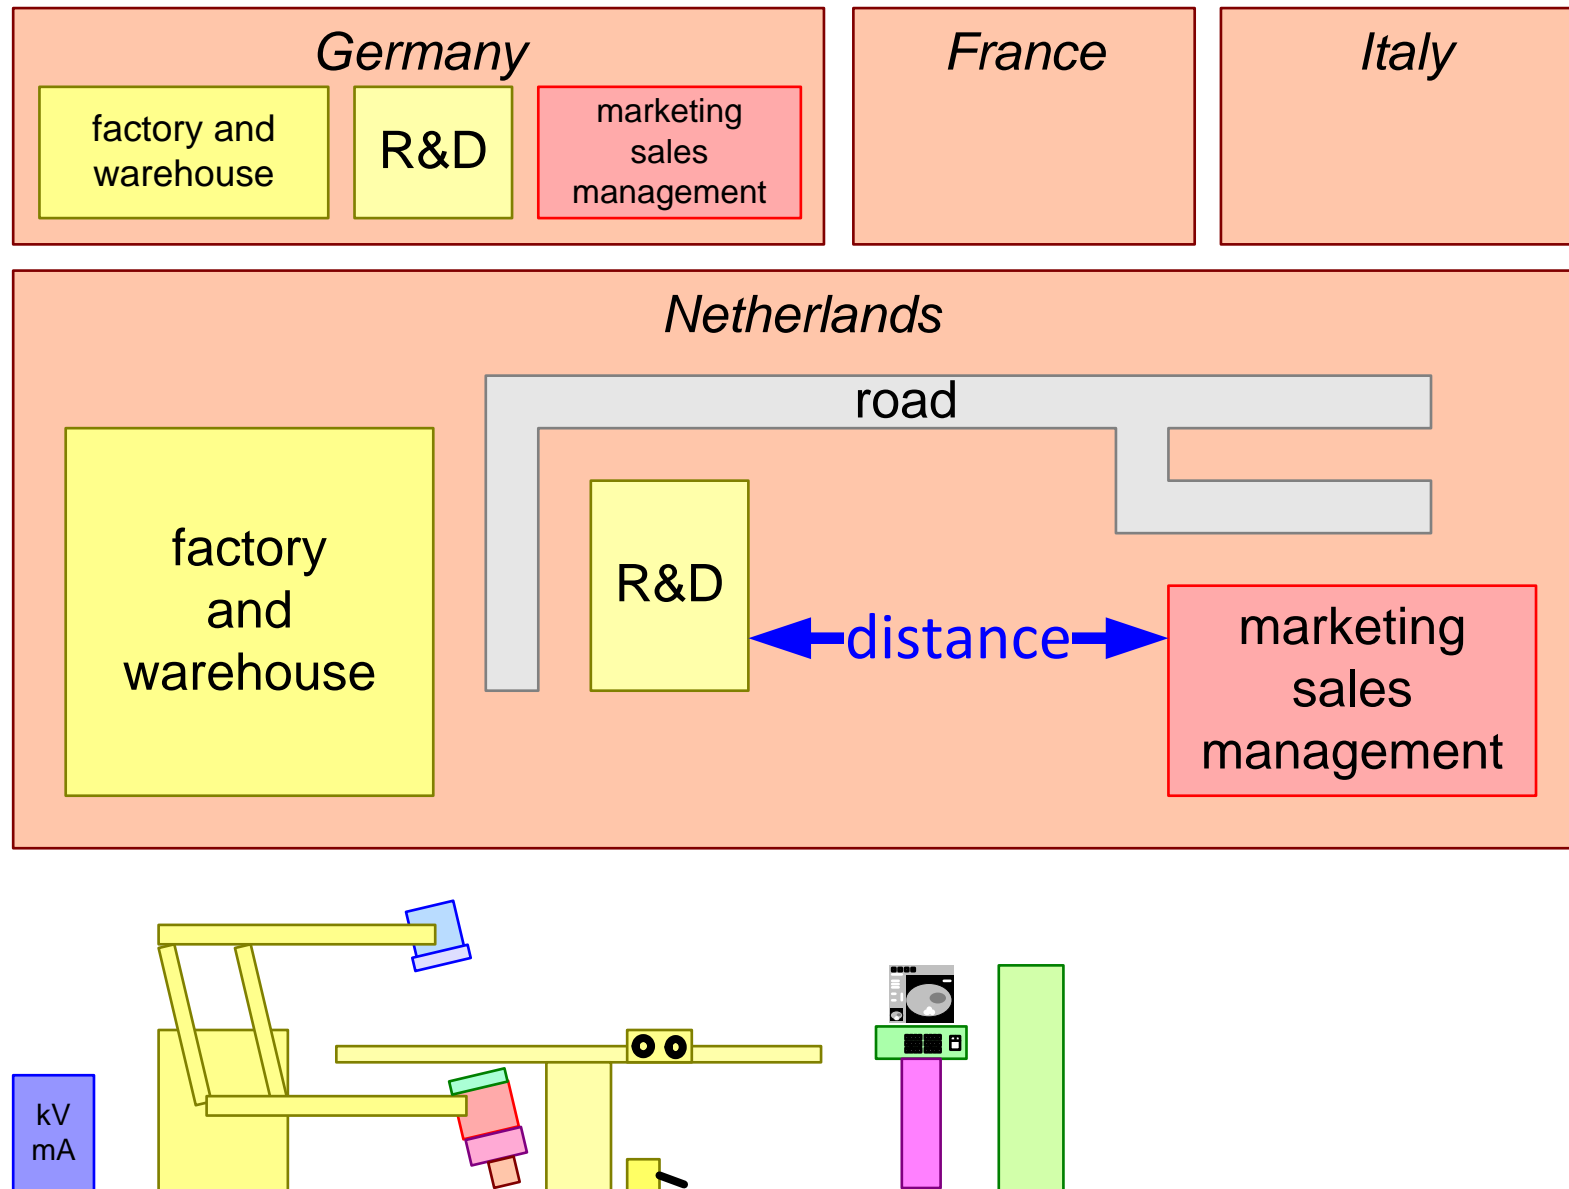 Germany
France
Italy
factory and
warehouse
R&D
marketing
sales
management
Netherlands
road
factory
and
warehouse
R&D
distance
marketing
sales
management
kV
mA